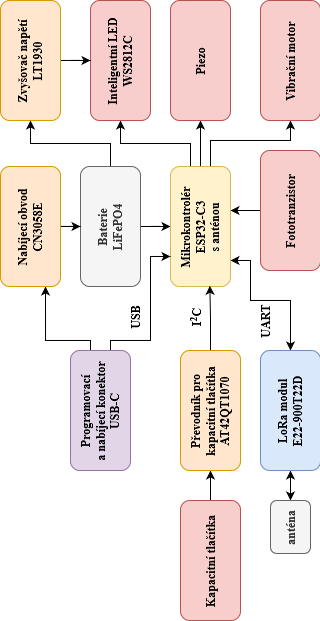 Zvyšovač napětí
LT1930
Inteligentní LED
WS2812C
Piezo
Vibrační motor
Nabíjecí obvod
CN3058E
Baterie
LiFePO4
Mikrokontrolér
ESP32-C3
s anténou
Fototranzistor
USB
I²C
UART
Programovací
a nabíjecí konektor
USB-C
Převodník pro
kapacitní tlačítka
AT42QT1070
LoRa modul
E22-900T22D
Kapacitní tlačítka
anténa